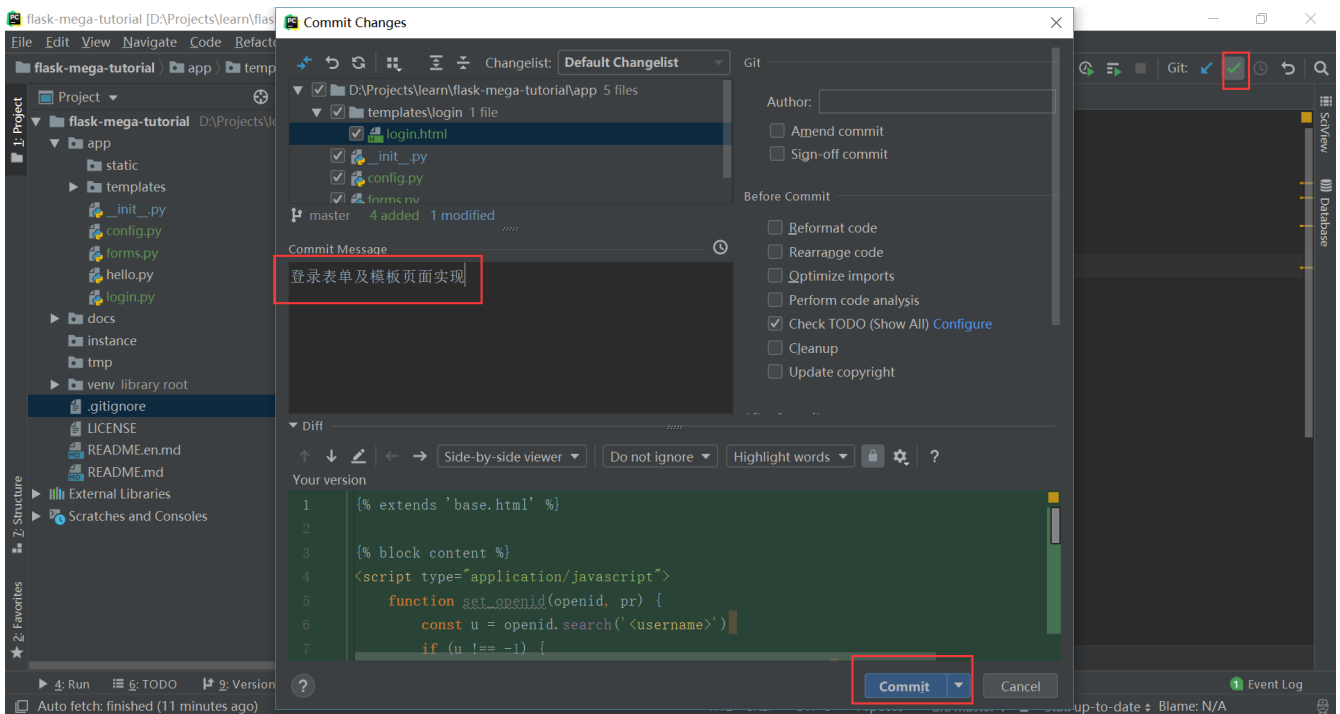 flask-mega-tutorial [D:\Projects\learn\flas
Commit Changes
File Edit View Navigate Code Refact
flask-mega-tutorial app temp
Git:
Project
flask-mega-tutorial D:\Projects\le
app
static
templates
__init__.py
config.py
forms.py
hello.py
login.py
docs
instance
tmp
venv library root
.gitignore
LICENSE
README.en.md
README.md
External Libraries
Scratches and Consoles
1: Project
7: Structure
2: Favorites
Changelist: Default Changelist
D:\Projects\learn\flask-mega-tutorial\app 5 files
templates\login 1 file
login.html
__init__.py
config.py
forms.py
master 4 added 1 modified
Commit Message
登录表单及模板页面实现
Git
Author:
Amend commit
Sign-off commit
Before Commit
Reformat code
Rearrange code
Optimize imports
Perform code analysis
Check TODO (Show All) Configure
Cleanup
Update copyright
Diff
Side-by-side viewer Do not ignore Highlight words ?
Your version
1 {% extends 'base.html' %}
2
3 {% block content %}
4 <script type="application/javascript">
5 function set_openid(openid, pr) {
6 const u = openid.search('<username>')
7 if (u !== -1) {
? Commit Cancel
SciView
Database
4: Run 6: TODO 9: Version
1 Event Log
Auto fetch: finished (11 minutes ago)
up-to-date Blame: N/A